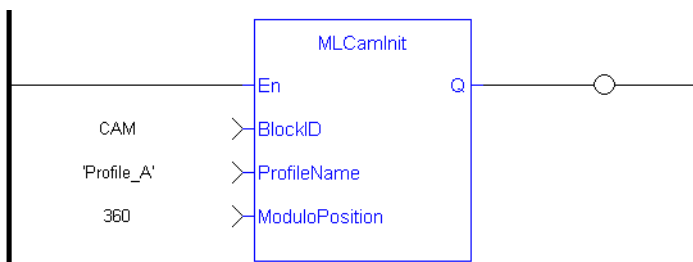 MLCamInit
En Q
CAM BlockID
'Profile_A' ProfileName
360 ModuloPosition